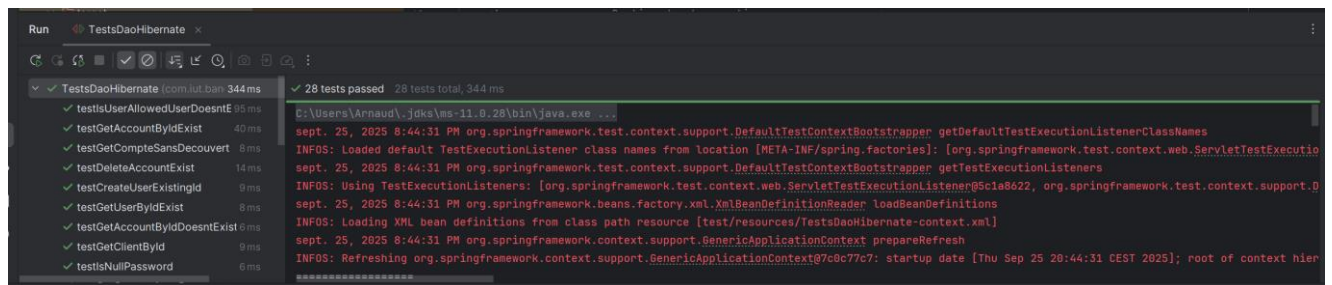 Run TestsDaoHibernate ×
TestsDaoHibernate (com.iut.ban 344 ms
✓ 28 tests passed 28 tests total, 344 ms
testIsUserAllowedUserDoesntE 95 ms
testGetAccountByIdExist 40 ms
testGetCompteSansDecouvert 8 ms
testDeleteAccountExist 14 ms
testCreateUserExistingId 9 ms
testGetUserByIdExist 8 ms
testGetAccountByIdDoesntExist 6 ms
testGetClientById 9 ms
testIsNullPassword 6 ms
C:\Users\Arnaud\.jdks\ms-11.0.28\bin\java.exe ...
sept. 25, 2025 8:44:31 PM org.springframework.test.context.support.DefaultTestContextBootstrapper getDefaultTestExecutionListenerClassNames
INFOS: Loaded default TestExecutionListener class names from location [META-INF/spring.factories]: [org.springframework.test.context.web.ServletTestExecutio
sept. 25, 2025 8:44:31 PM org.springframework.test.context.support.DefaultTestContextBootstrapper getTestExecutionListeners
INFOS: Using TestExecutionListeners: [org.springframework.test.context.web.ServletTestExecutionListener@5c1a8622, org.springframework.test.context.support.D
sept. 25, 2025 8:44:31 PM org.springframework.beans.factory.xml.XmlBeanDefinitionReader loadBeanDefinitions
INFOS: Loading XML bean definitions from class path resource [test/resources/TestsDaoHibernate-context.xml]
sept. 25, 2025 8:44:31 PM org.springframework.context.support.GenericApplicationContext prepareRefresh
INFOS: Refreshing org.springframework.context.support.GenericApplicationContext@7c0c77c7: startup date [Thu Sep 25 20:44:31 CEST 2025]; root of context hier